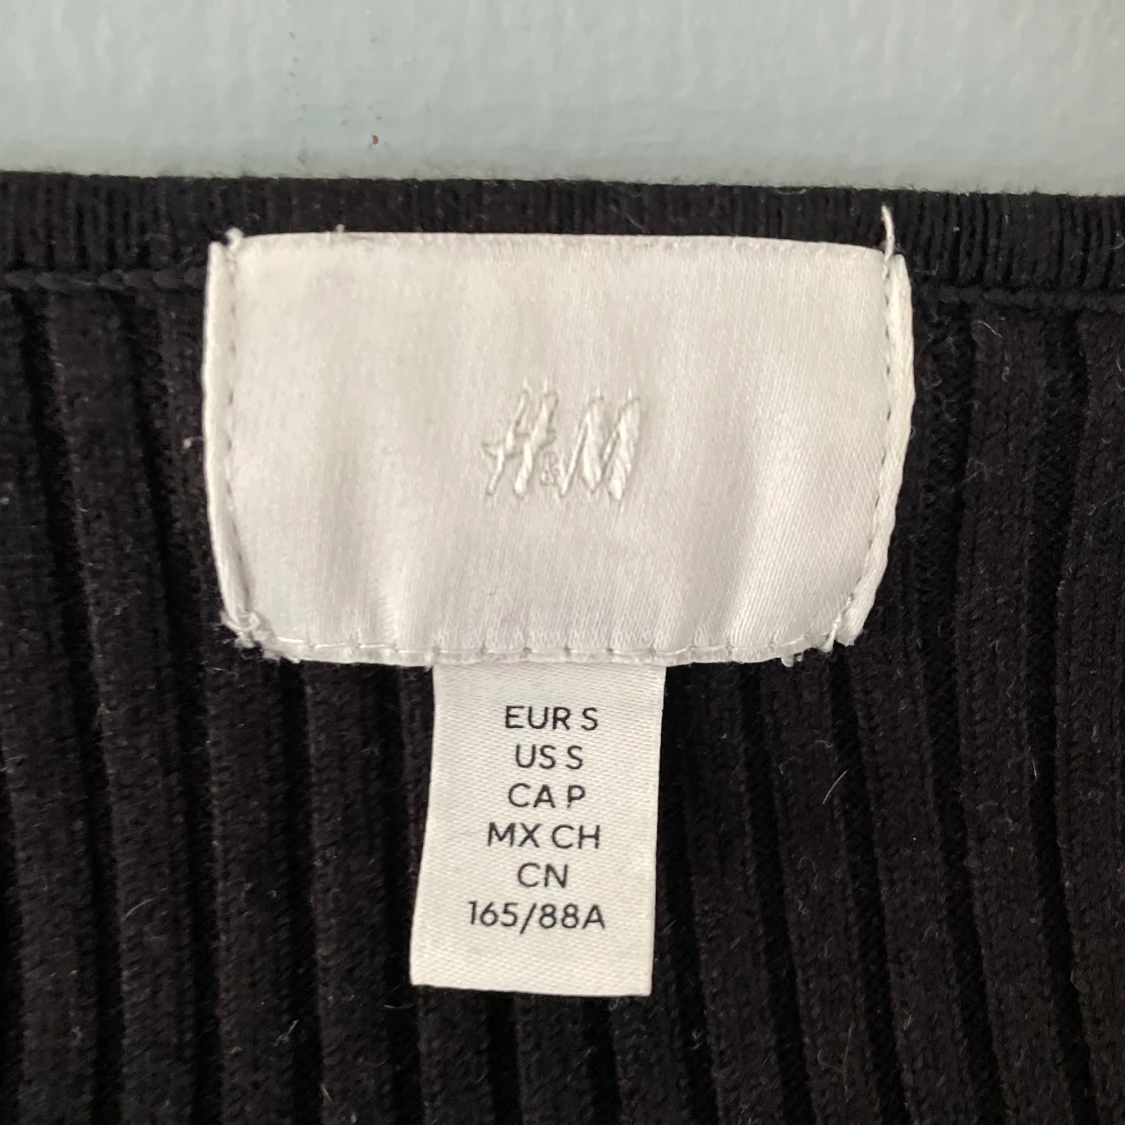 H&M
EUR S
US S
CA P
MX CH
CN
165/88A